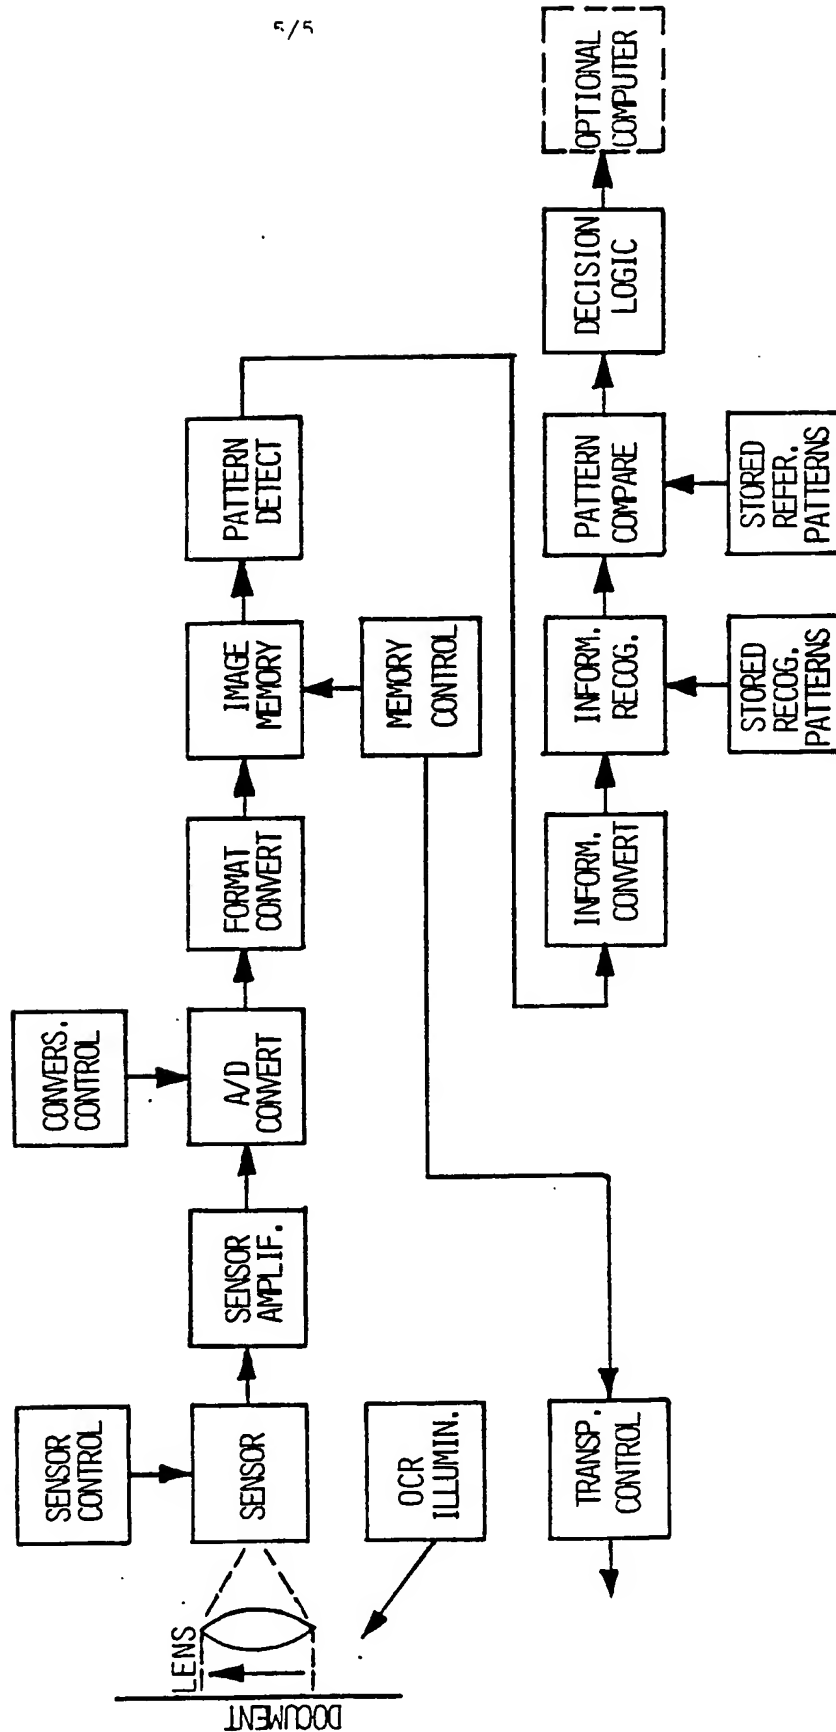 5/5
CONVERS.
CONTROL
SENSOR
CONTROL
LENS
DOCUMENT
SENSOR
SENSOR
AMPLIF.
A/D
CONVERT
FORMAT
CONVERT
IMAGE
MEMORY
PATTERN
DETECT
OCR
ILLUMIN.
MEMORY
CONTROL
TRANSP.
CONTROL
INFORM.
CONVERT
INFORM.
RECOG.
PATTERN
COMPARE
DECISION
LOGIC
OPTIONAL
COMPUTER
STORED
RECOG.
PATTERNS
STORED
REFER.
PATTERNS